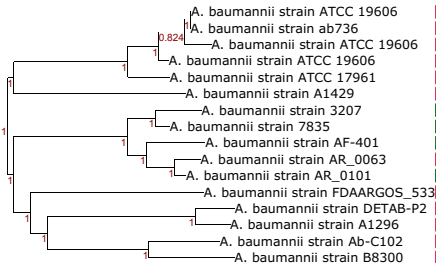 A. baumannii strain ATCC 19606
A. baumannii strain ab736
0.824
A. baumannii strain ATCC 19606
1
A. baumannii strain ATCC 19606
1
A. baumannii strain ATCC 17961
1
A. baumannii strain A1429
1
A. baumannii strain 3207
1
A. baumannii strain 7835
1
1
A. baumannii strain AF-401
A. baumannii strain AR_0063
1
1
A. baumannii strain AR_0101
1
A. baumannii strain FDAARGOS_533
1
A. baumannii strain DETAB-P2
1
A. baumannii strain A1296
1
A. baumannii strain Ab-C102
1
A. baumannii strain B8300
1